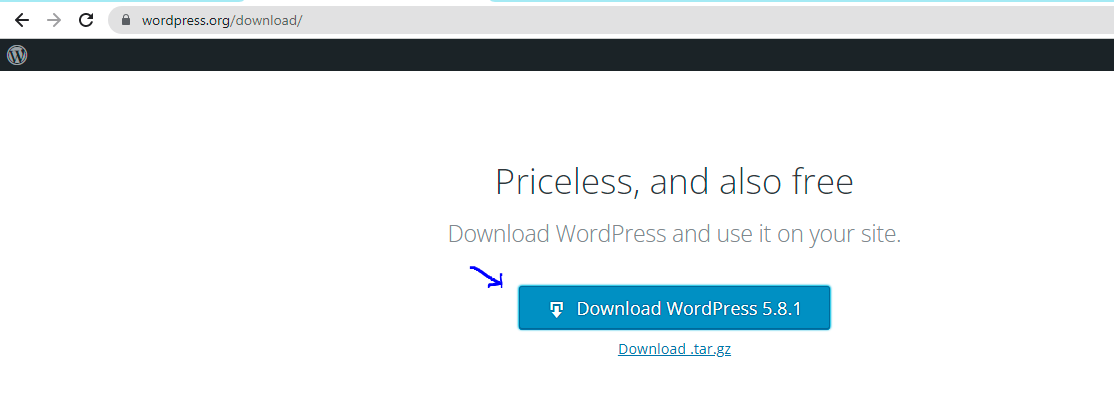 wordpress.org/download/
Priceless, and also free
Download WordPress and use it on your site.
Download WordPress 5.8.1
Download .tar.gz